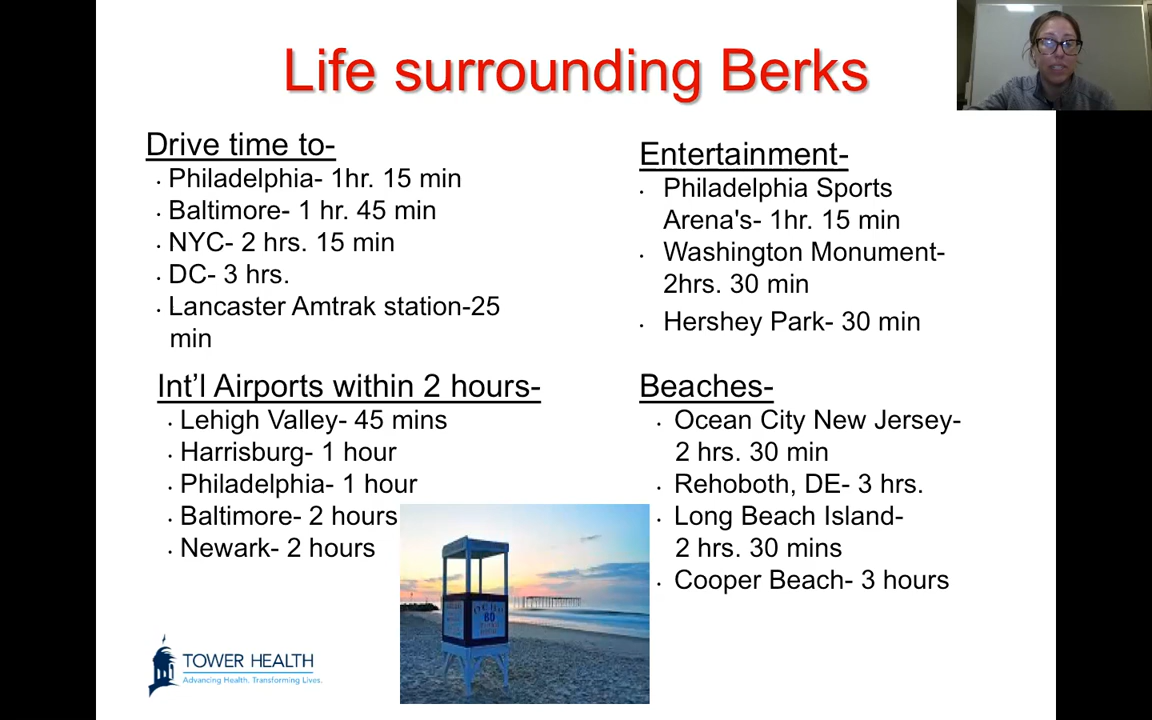 Life surrounding Berks
Drive time to-
· Philadelphia- 1hr. 15 min
· Baltimore- 1 hr. 45 min
· NYC- 2 hrs. 15 min
· DC- 3 hrs.
· Lancaster Amtrak station-25
min
Int'l Airports within 2 hours-
· Lehigh Valley- 45 mins
· Harrisburg- 1 hour
· Philadelphia- 1 hour
· Baltimore- 2 hours
· Newark- 2 hours
Entertainment-
· Philadelphia Sports
Arena's- 1hr. 15 min
· Washington Monument-
2hrs. 30 min
· Hershey Park- 30 min
Beaches-
· Ocean City New Jersey-
2 hrs. 30 min
· Rehoboth, DE- 3 hrs.
· Long Beach Island-
2 hrs. 30 mins
· Cooper Beach- 3 hours
TOWER HEALTH
Advancing Health. Transforming Lives.